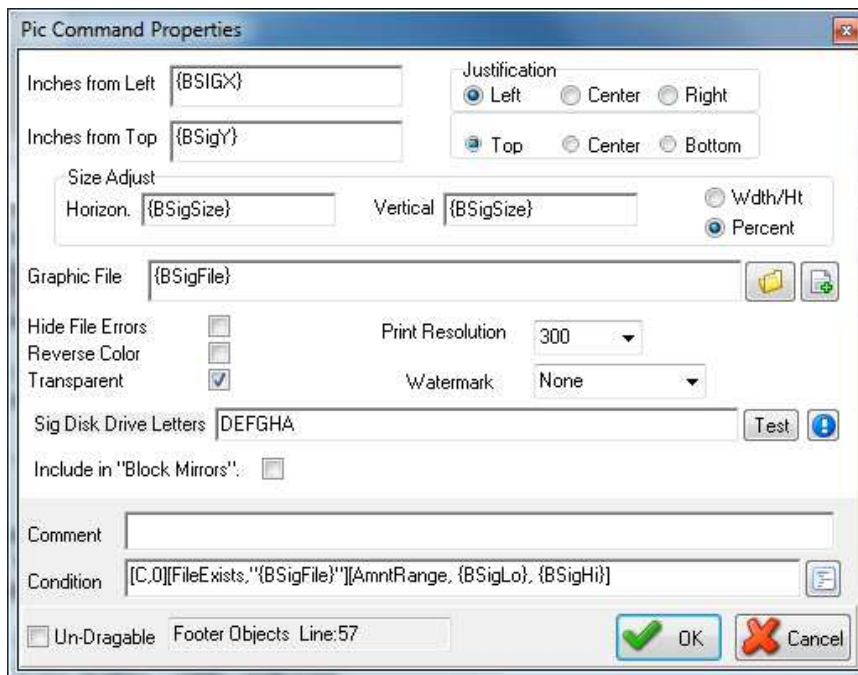 Pic Command Properties
Inches from Left {BSIGX}
Justification
Left Center Right
Inches from Top {BSigY}
Top Center Bottom
Size Adjust
Horizon. {BSigSize} Vertical {BSigSize}
Wdth/Ht
Percent
Graphic File {BSigFile}
Hide File Errors
Print Resolution 300
Reverse Color
Transparent
Watermark None
Sig Disk Drive Letters DEFGHA Test
Include in "Block Mirrors".
Comment
Condition [C,0][FileExists,"{BSigFile}"][AmntRange, {BSigLo}, {BSigHi}]
Un-Dragable Footer Objects Line:57 OK Cancel